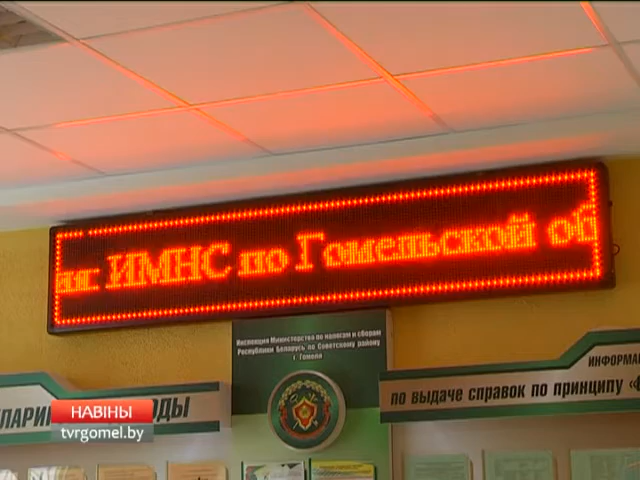 ИМНС по Гомельской об
Инспекция Министерства по налогам и сборам
Республики Беларусь по Советскому району
г. Гомеля
ИНФОРМА
по выдаче справок по принципу «
НАВІНЫ
tvrgomel.by